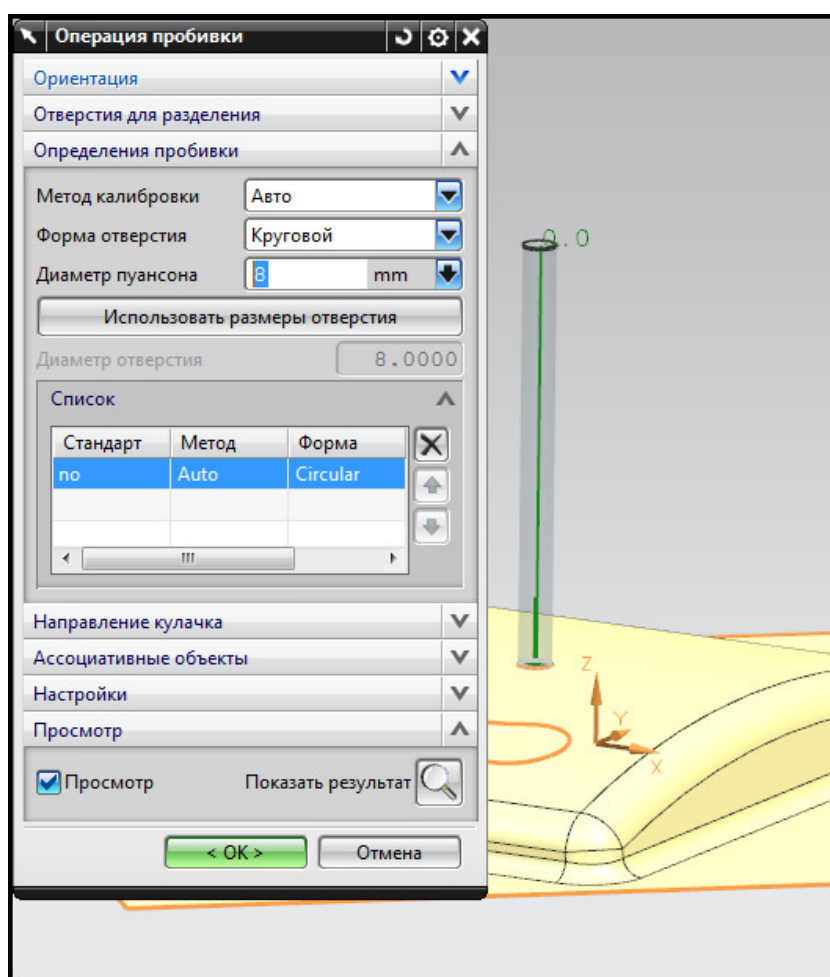 Операция пробивки
Ориентация
Отверстия для разделения
Определения пробивки
Метод калибровки Авто
Форма отверстия Круговой
Диаметр пуансона 8 mm
Использовать размеры отверстия
Диаметр отверстия 8.0000
Список
Стандарт Метод Форма
no Auto Circular
Направление кулачка
Ассоциативные объекты
Настройки
Просмотр
Просмотр Показать результат
< OK > Отмена
0.0
Z
Y
X